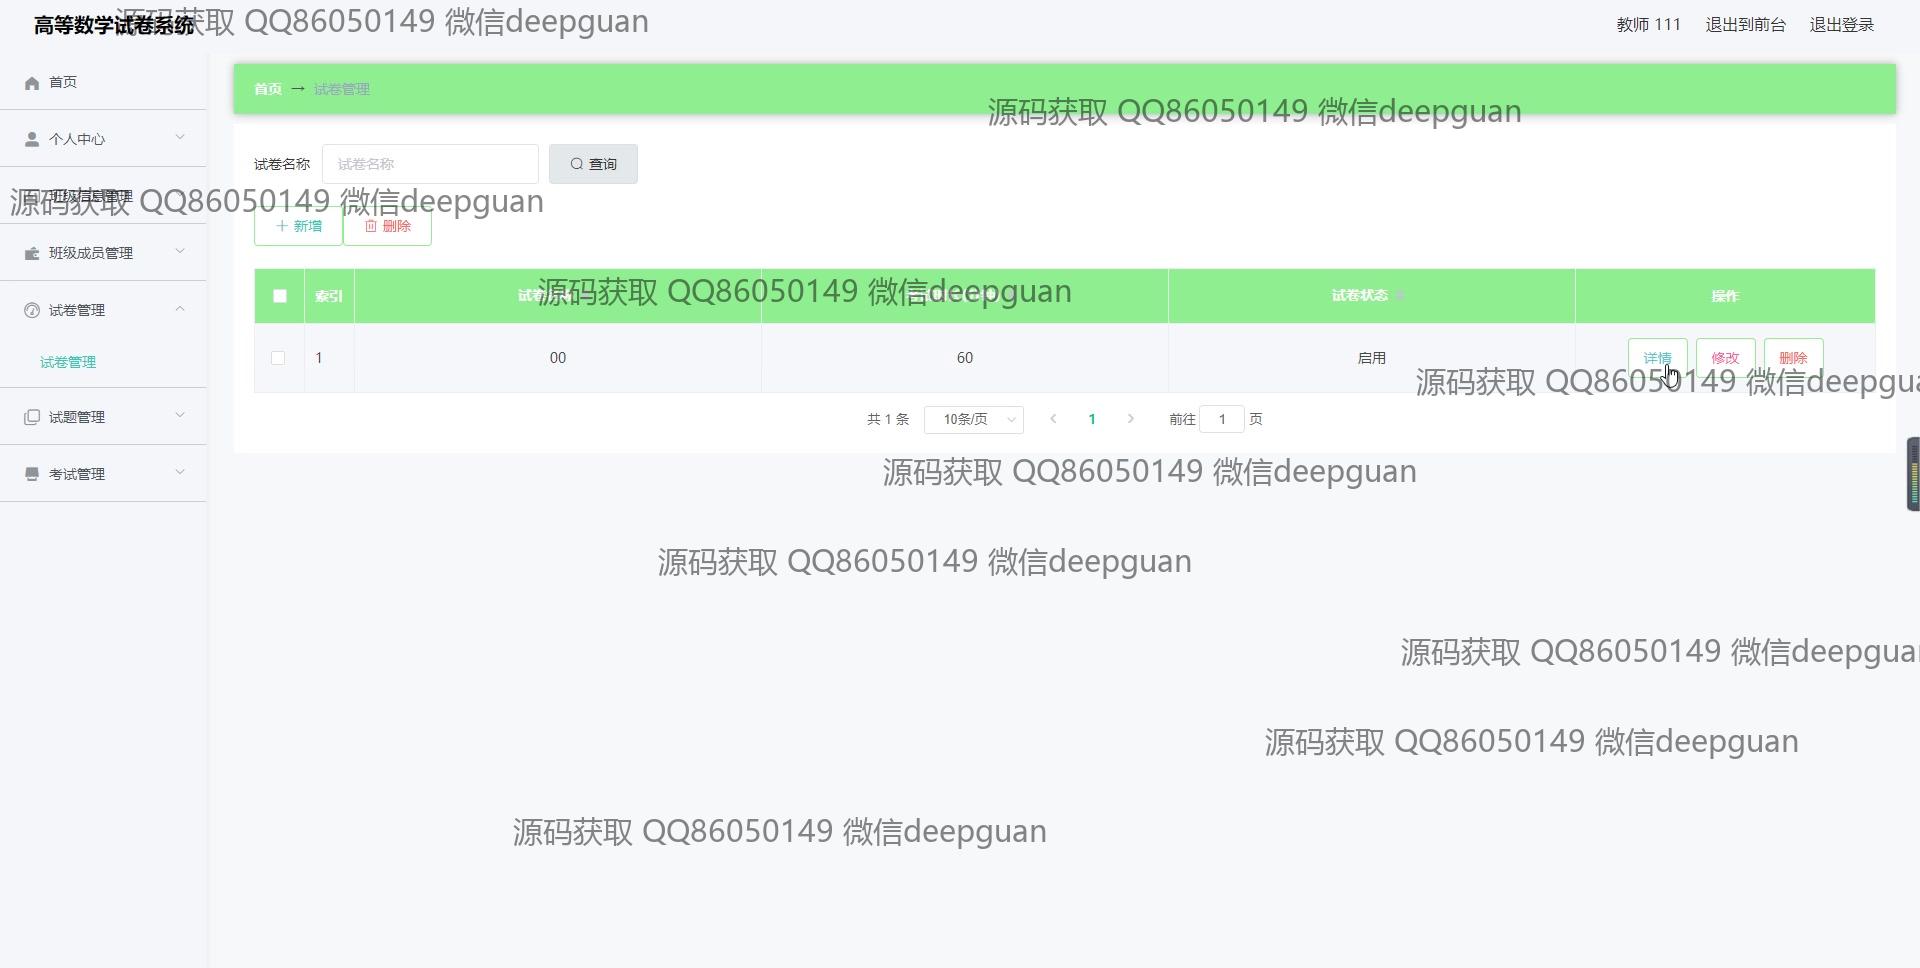 高等数学试卷系统
源码获取 QQ86050149 微信deepguan
教师 111 退出到前台 退出登录
首页
首页 → 试卷管理
源码获取 QQ86050149 微信deepguan
个人中心
试卷名称 试卷名称 查询
班级信息管理
源码获取 QQ86050149 微信deepguan
新增 删除
班级成员管理
索引 试卷 试卷状态 操作
源码获取 QQ86050149 微信deepguan
试卷管理
1 00 60 启用 详情 修改 删除
试卷管理
源码获取 QQ86050149 微信deepgua
试题管理
共 1 条 10条/页 1 前往 1 页
考试管理
源码获取 QQ86050149 微信deepguan
源码获取 QQ86050149 微信deepguan
源码获取 QQ86050149 微信deepguan
源码获取 QQ86050149 微信deepguan
源码获取 QQ86050149 微信deepguan